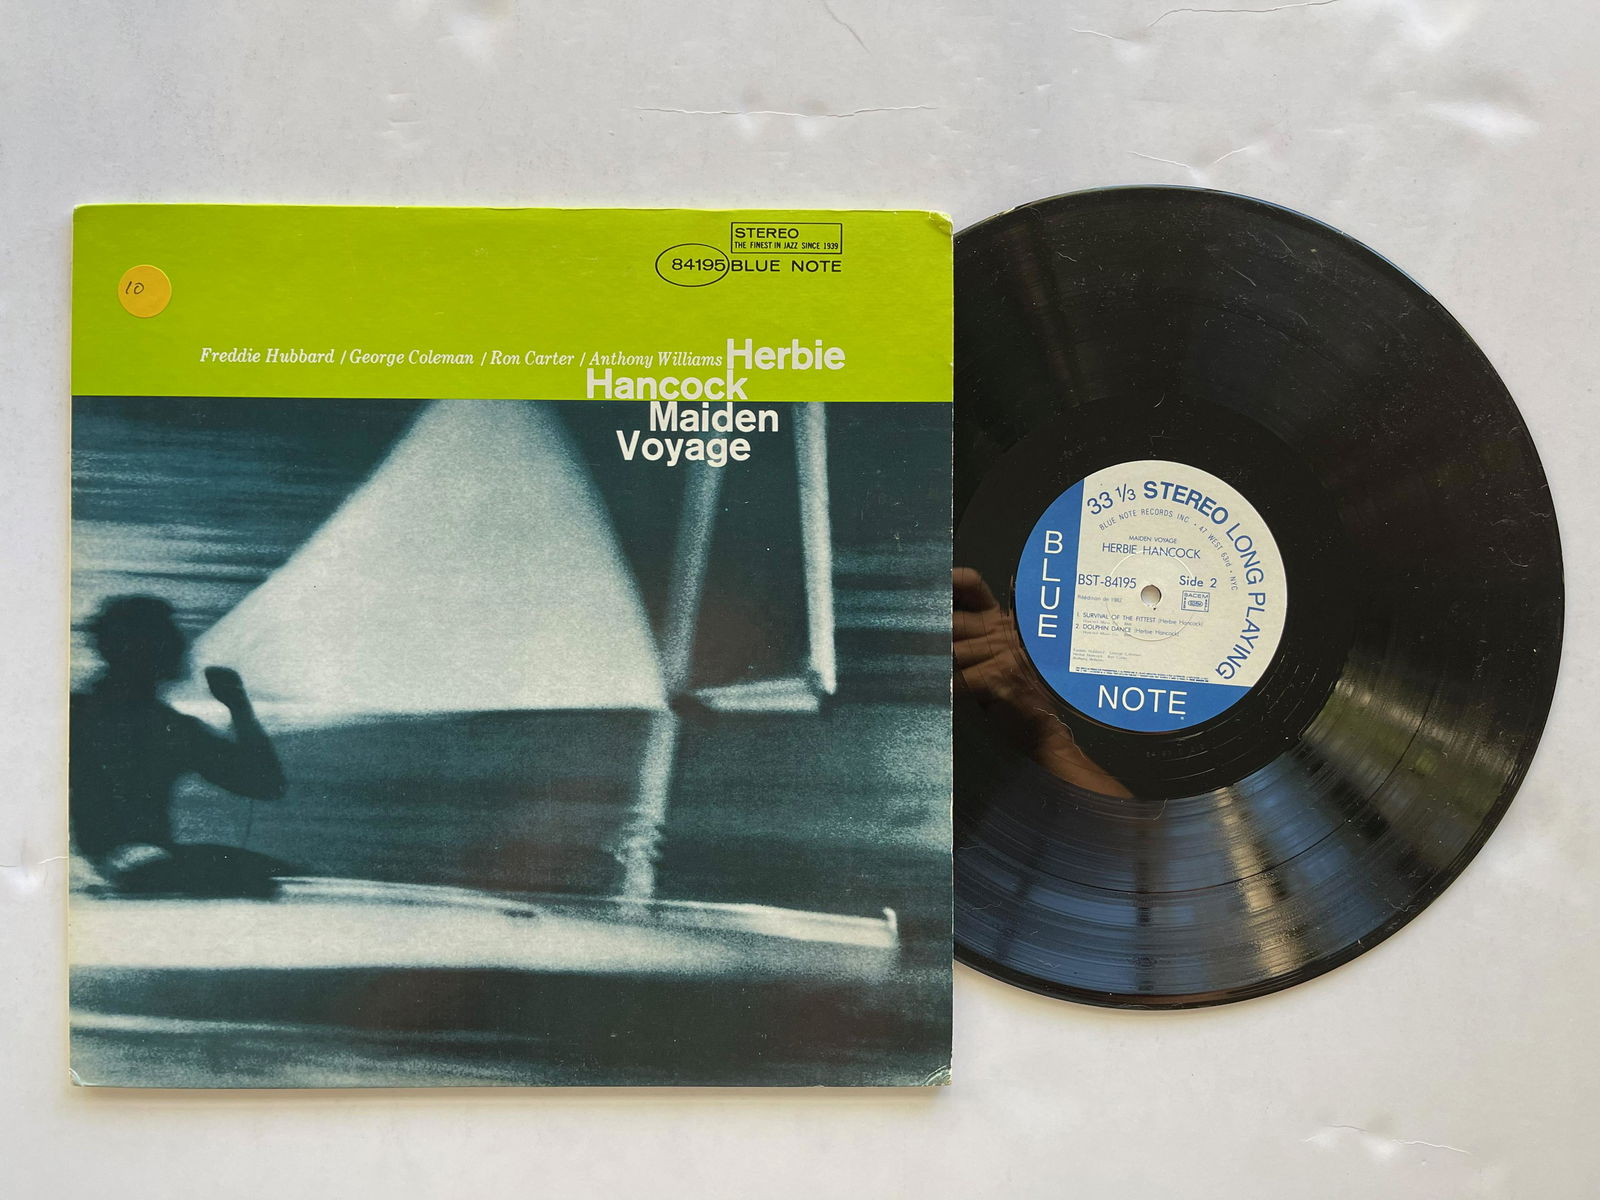 10
STEREO
THE FINEST IN JAZZ SINCE 1939
84195 BLUE NOTE
Freddie Hubbard / George Coleman / Ron Carter / Anthony Williams Herbie
Hancock
Maiden
Voyage
33 1/3 STEREO LONG PLAYING
BLUE NOTE RECORDS INC • 47 WEST 63rd • NYC
MAIDEN VOYAGE
HERBIE HANCOCK
BST-84195 Side 2
Réédition de 1982
SACEM
1. SURVIVAL OF THE FITTEST (Herbie Hancock)
2. DOLPHIN DANCE (Herbie Hancock)
BLUE
NOTE